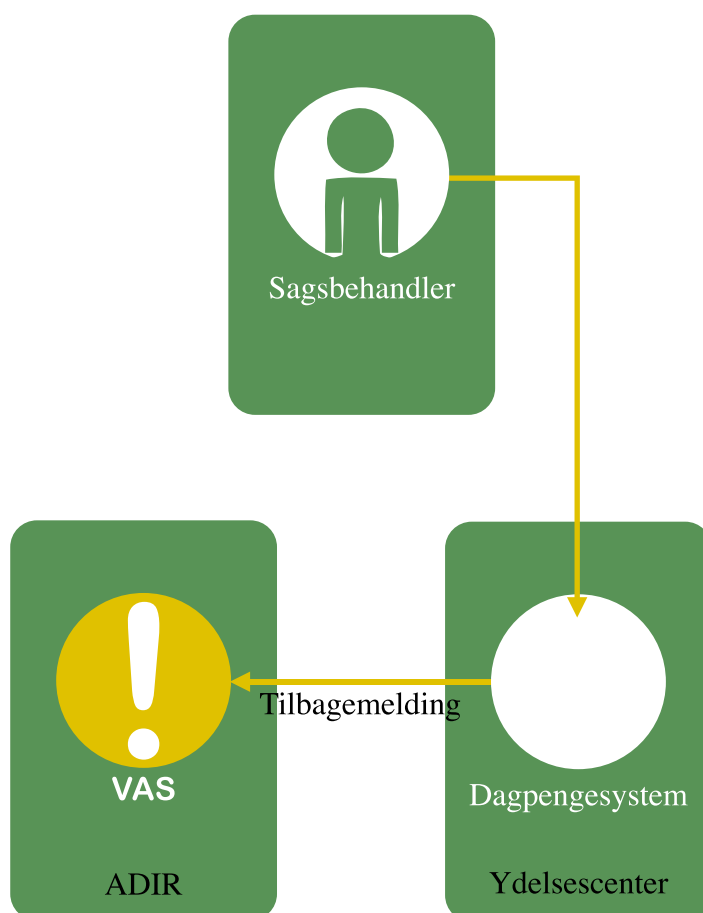 Sagsbehandler
Tilbagemelding
VAS
Dagpengesystem
ADIR
Ydelsescenter